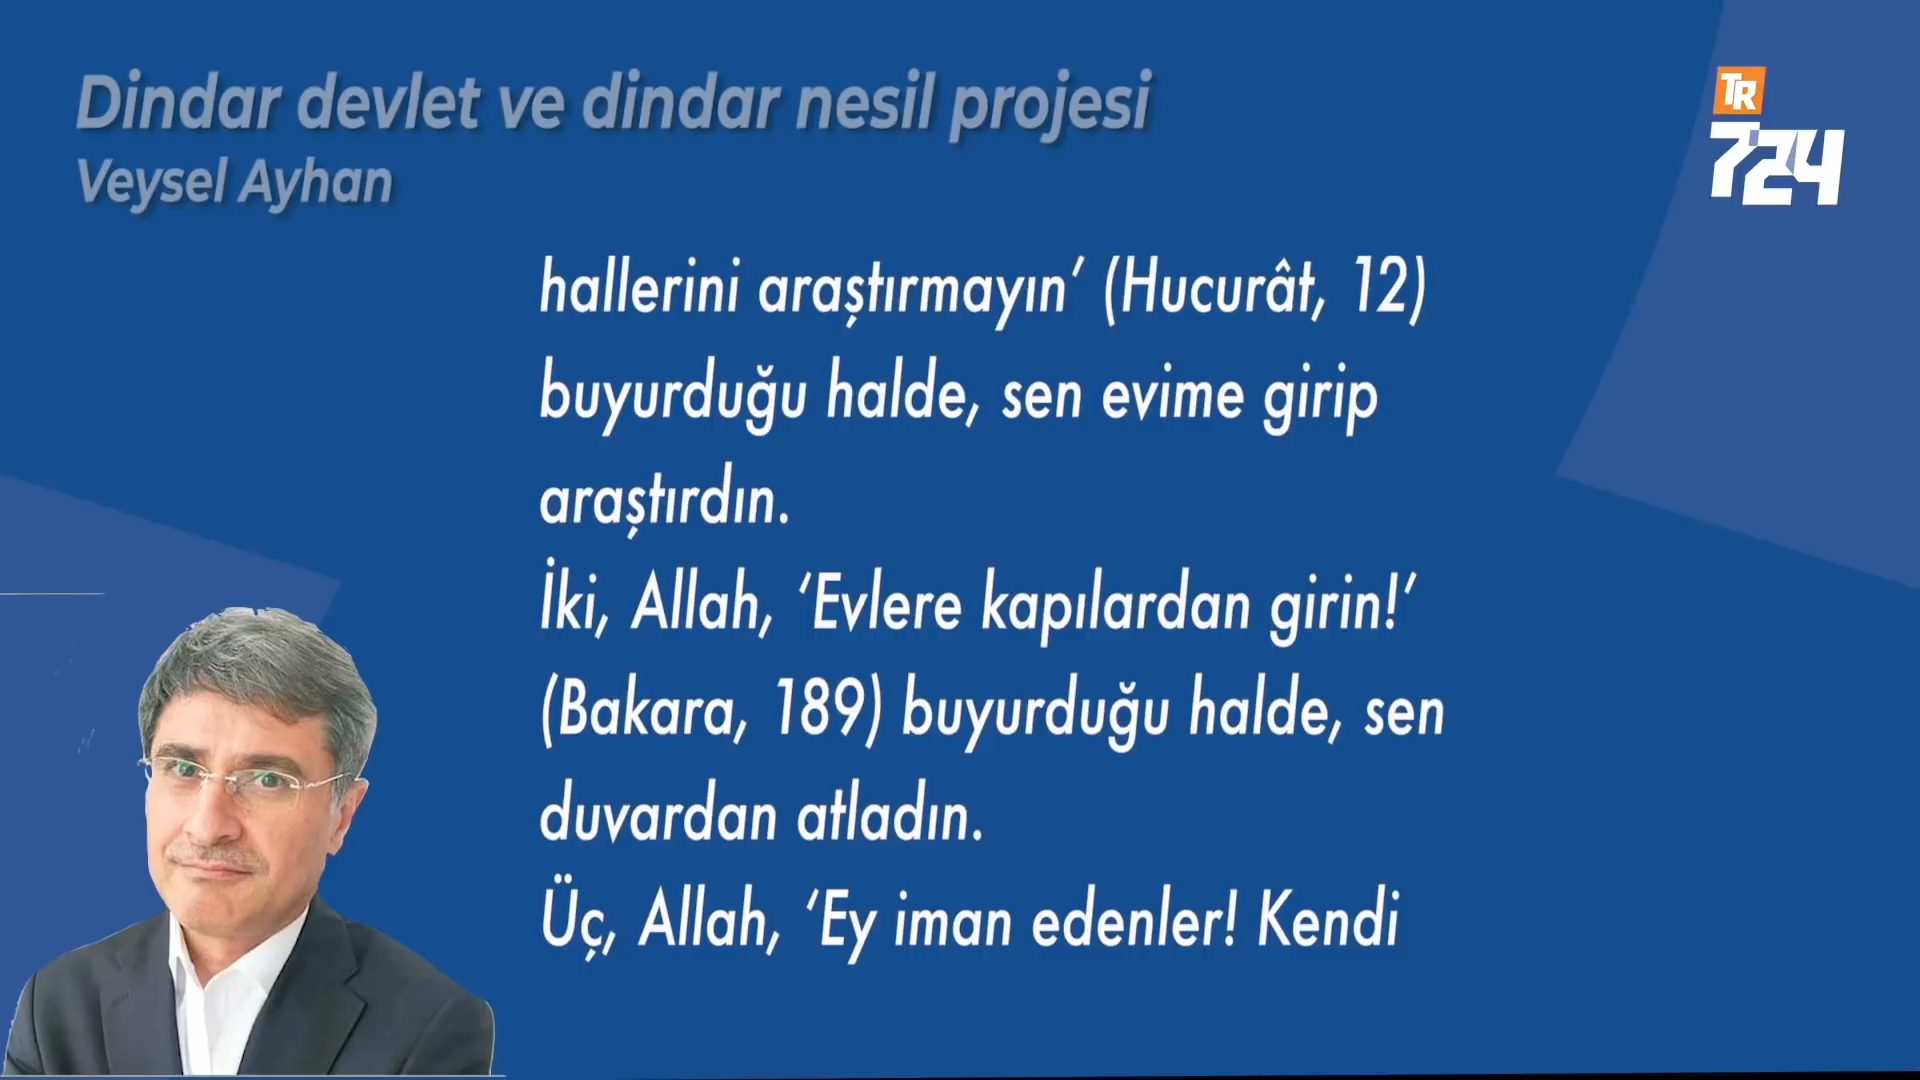 Dindar devlet ve dindar nesil projesi
Veysel Ayhan
TR
724
hallerini araştırmayın’ (Hucurât, 12)
buyurduğu halde, sen evime girip
araştırdın.
İki, Allah, ‘Evlere kapılardan girin!’
(Bakara, 189) buyurduğu halde, sen
duvardan atladın.
Üç, Allah, ‘Ey iman edenler! Kendi